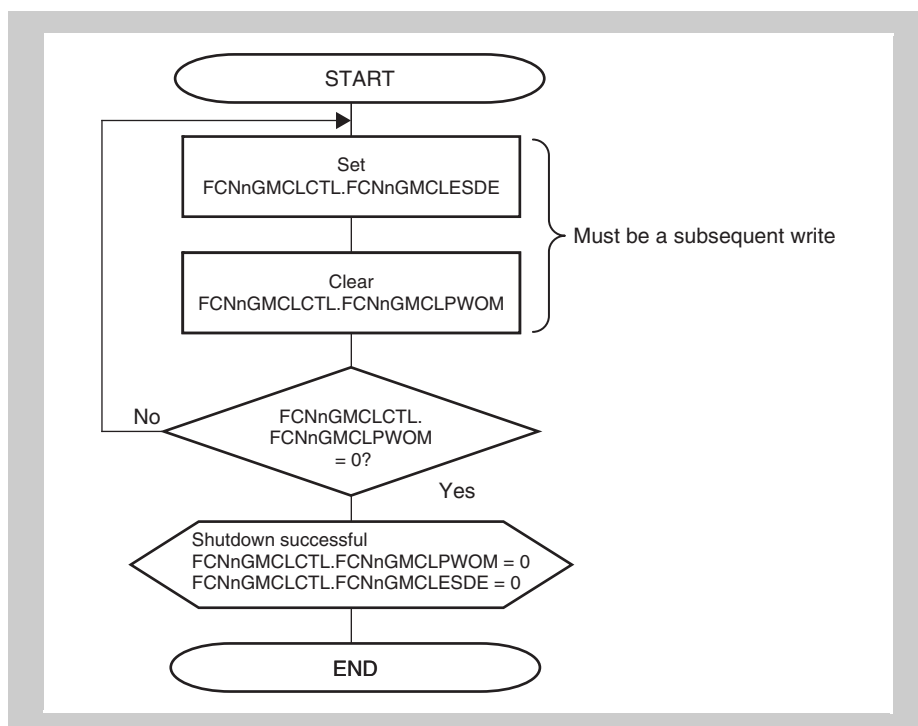 START
Set
FCNnGMCLCTL.FCNnGMCLESDE
Must be a subsequent write
Clear
FCNnGMCLCTL.FCNnGMCLPWOM
No
FCNnGMCLCTL.
FCNnGMCLPWOM
= 0?
Yes
Shutdown successful
FCNnGMCLCTL.FCNnGMCLPWOM = 0
FCNnGMCLCTL.FCNnGMCLESDE = 0
END